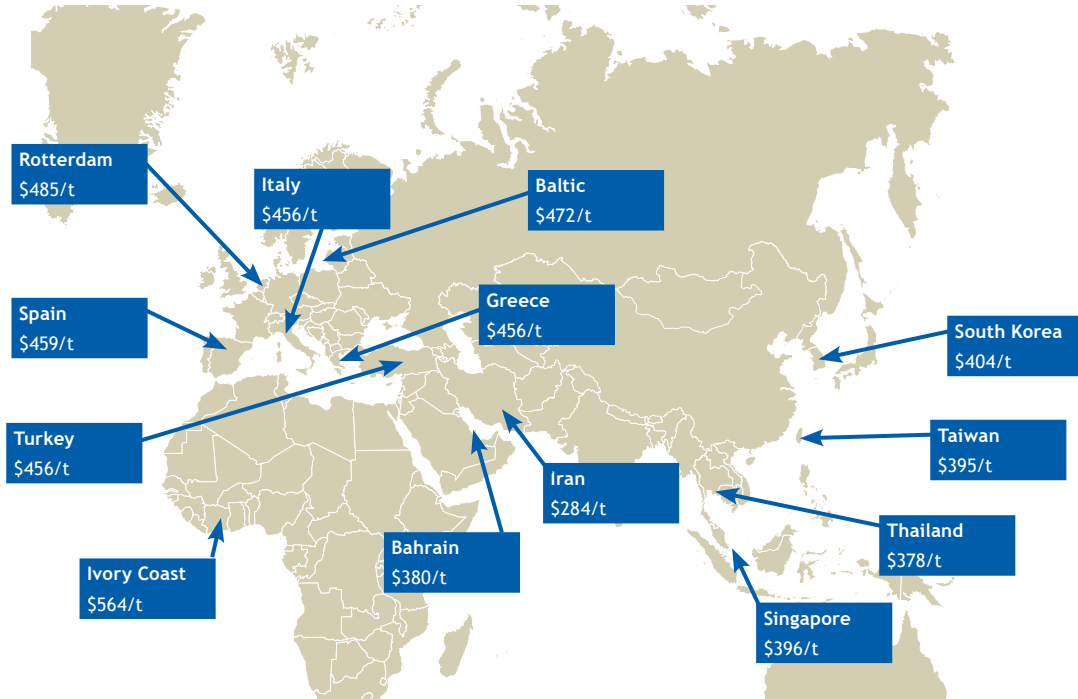 Rotterdam
$485/t
Italy
$456/t
Baltic
$472/t
Spain
$459/t
Greece
$456/t
South Korea
$404/t
Turkey
$456/t
Taiwan
$395/t
Iran
$284/t
Thailand
$378/t
Bahrain
$380/t
Ivory Coast
$564/t
Singapore
$396/t